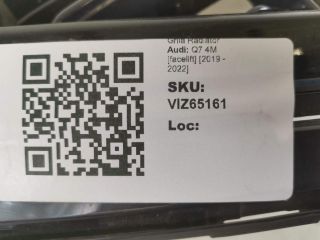 Grila Radiator
Audi: Q7 4M
[facelift] [2019 -
2022]
SKU:
VIZ65161
Loc: